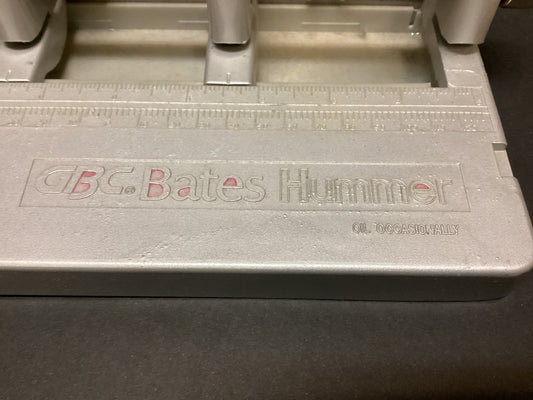 GBC® Bates Hummer
OIL OCCASIONALLY